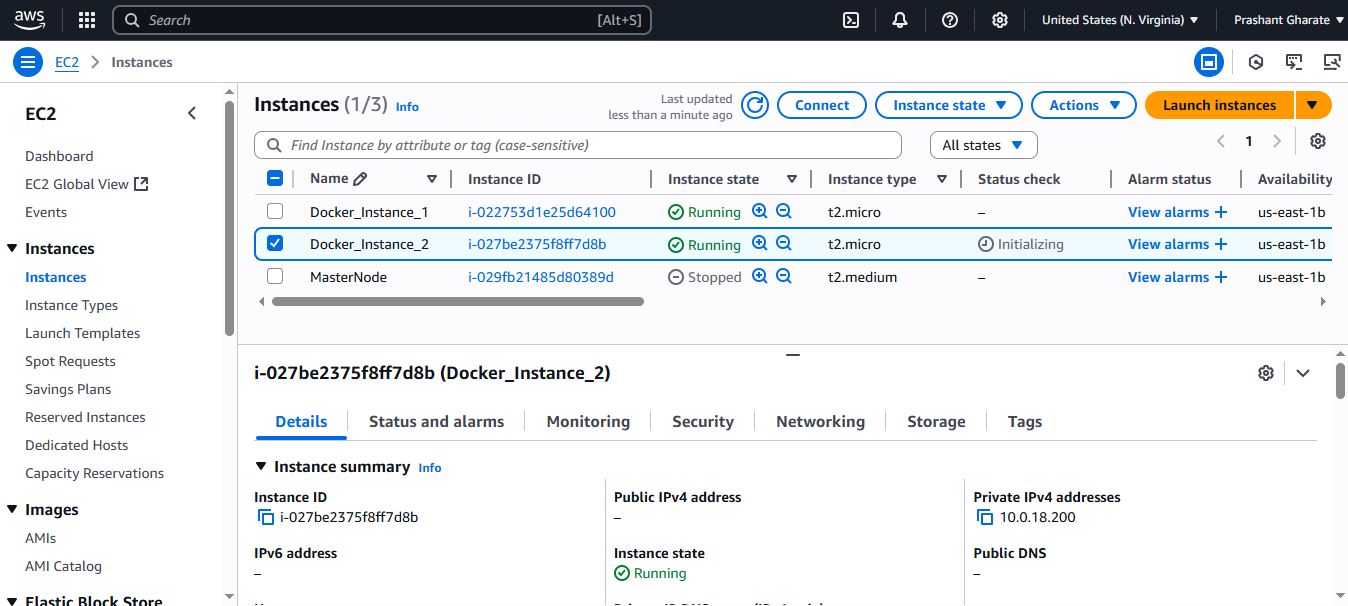 aws Search [Alt+S] United States (N. Virginia) Prashant Gharate
EC2 Instances
EC2
Dashboard
EC2 Global View
Events
Instances
Instances
Instance Types
Launch Templates
Spot Requests
Savings Plans
Reserved Instances
Dedicated Hosts
Capacity Reservations
Images
AMIs
AMI Catalog
Elastic Block Store
Instances (1/3) Info
Last updated
less than a minute ago
Connect Instance state Actions Launch instances
Find Instance by attribute or tag (case-sensitive) All states 1
Name Instance ID Instance state Instance type Status check Alarm status Availability
Docker_Instance_1 i-022753d1e25d64100 Running t2.micro – View alarms + us-east-1b
Docker_Instance_2 i-027be2375f8ff7d8b Running t2.micro Initializing View alarms + us-east-1b
MasterNode i-029fb21485d80389d Stopped t2.medium – View alarms + us-east-1b
i-027be2375f8ff7d8b (Docker_Instance_2)
Details Status and alarms Monitoring Security Networking Storage Tags
Instance summary Info
Instance ID Public IPv4 address Private IPv4 addresses
i-027be2375f8ff7d8b – 10.0.18.200
IPv6 address Instance state Public DNS
– Running –